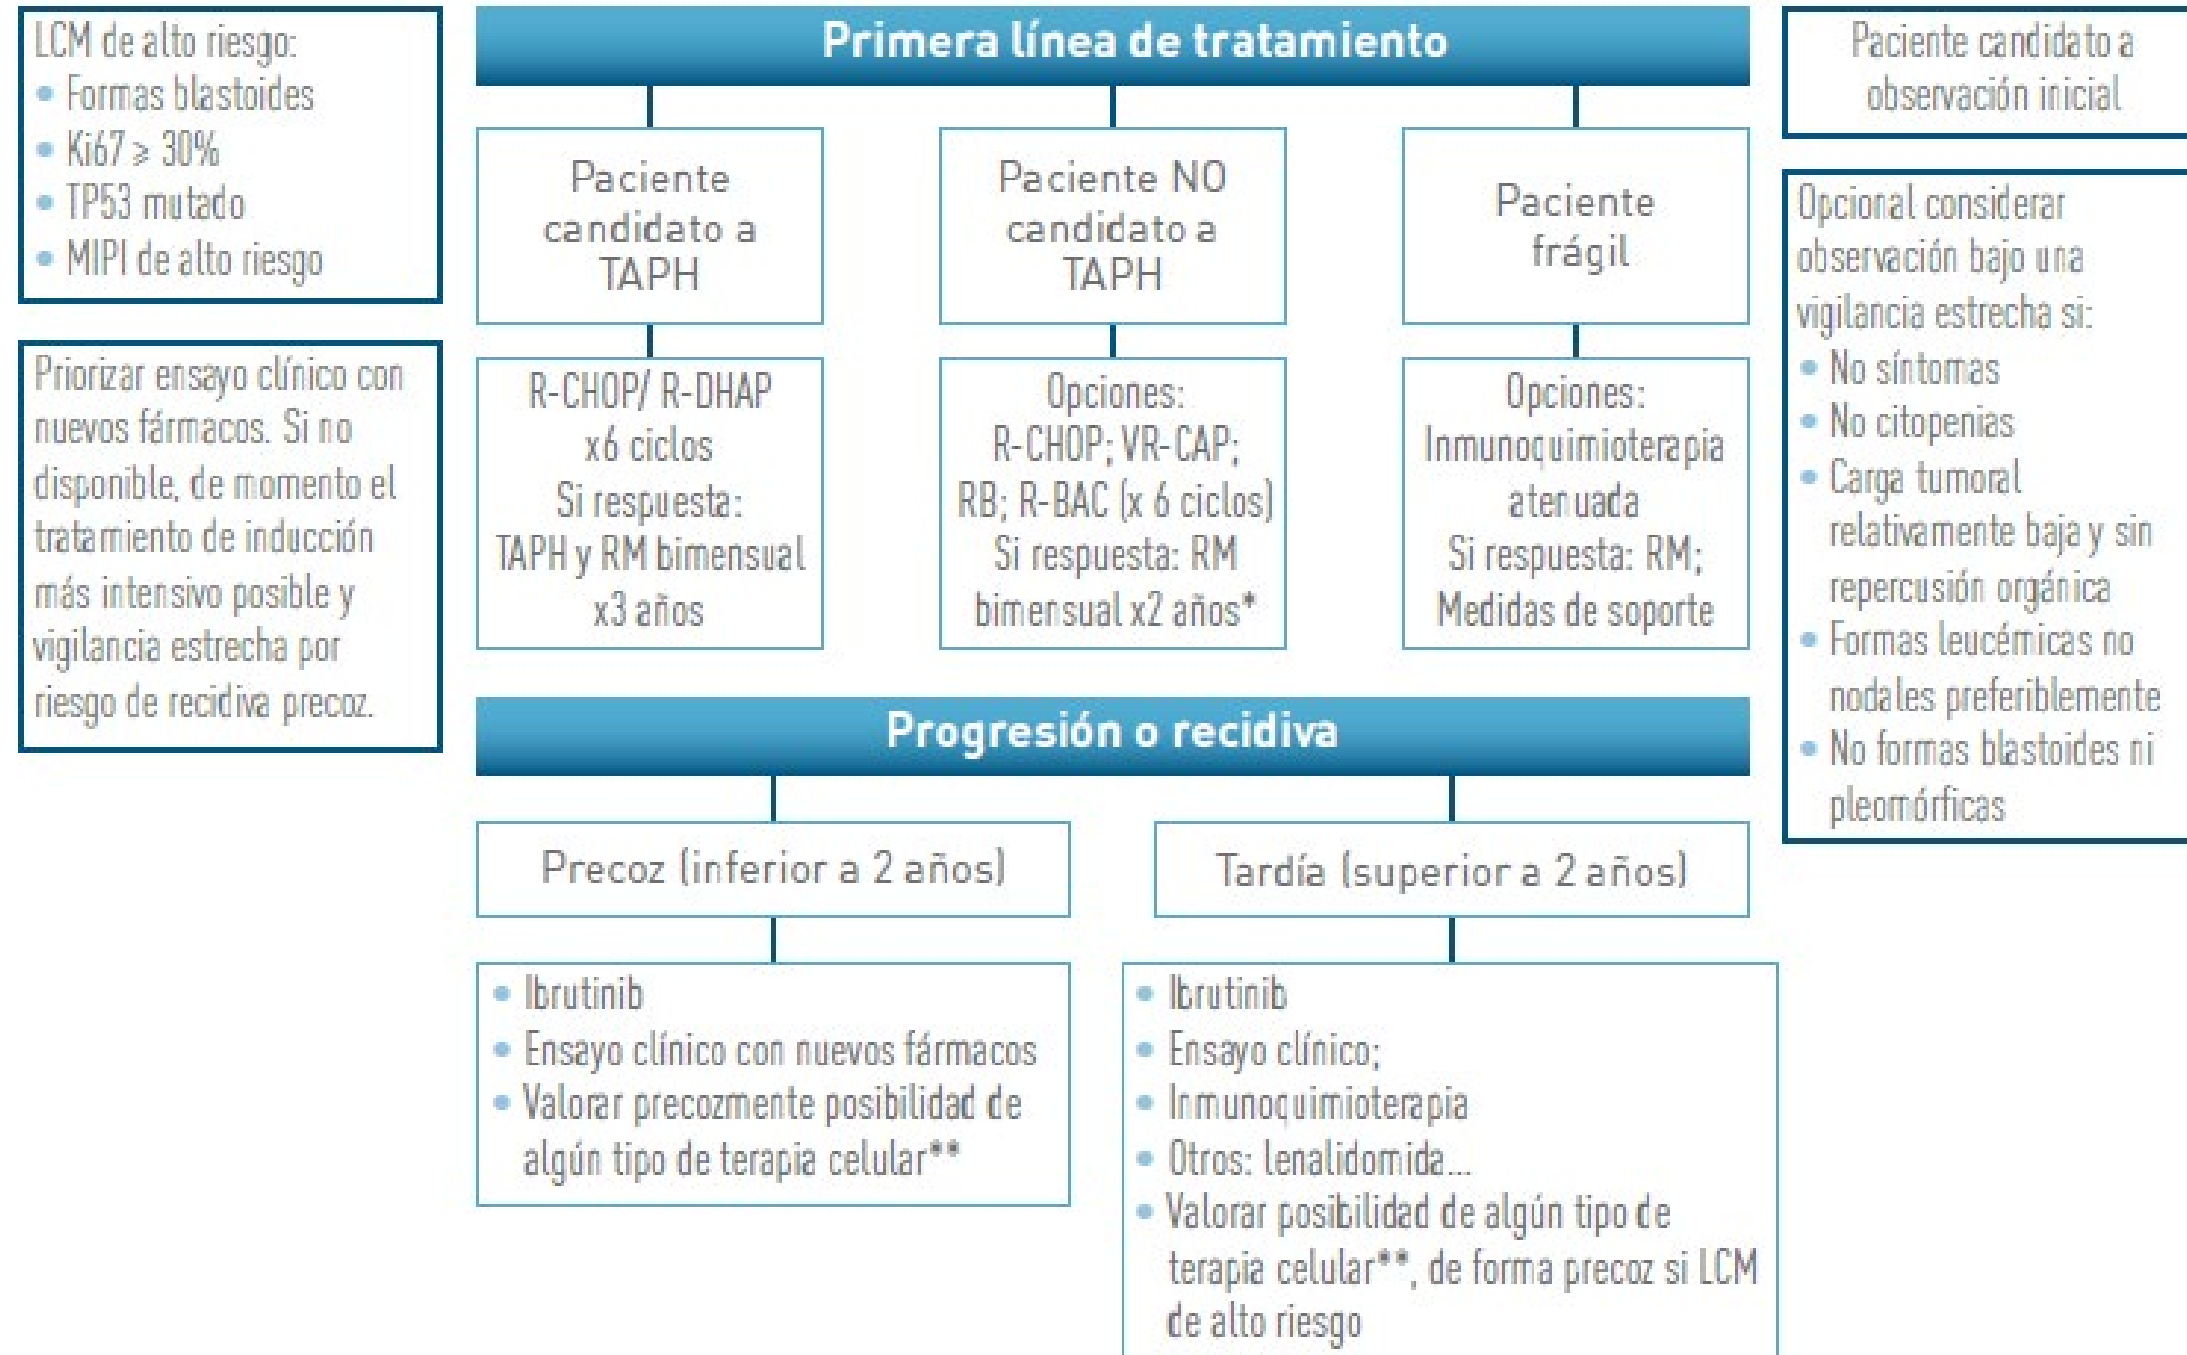 LCM de alto riesgo:
• Formas blastoides
• Ki67 ≥ 30%
• TP53 mutado
• MIPI de alto riesgo
Priorizar ensayo clínico con
nuevos fármacos. Si no
disponible, de momento el
tratamiento de inducción
más intensivo posible y
vigilancia estrecha por
riesgo de recidiva precoz.
Primera línea de tratamiento
Paciente
candidato a
TAPH
R-CHOP/ R-DHAP
x6 ciclos
Si respuesta:
TAPH y RM bimensual
x3 años
Paciente NO
candidato a
TAPH
Opciones:
R-CHOP; VR-CAP;
RB; R-BAC (x 6 ciclos)
Si respuesta: RM
bimensual x2 años*
Paciente
frágil
Opciones:
Inmunoquimioterapia
atenuada
Si respuesta: RM;
Medidas de soporte
Progresión o recidiva
Precoz (inferior a 2 años)
• Ibrutinib
• Ensayo clínico con nuevos fármacos
• Valorar precozmente posibilidad de
algún tipo de terapia celular**
Tardía (superior a 2 años)
• Ibrutinib
• Ensayo clínico;
• Inmunoquimioterapia
• Otros: lenalidomida...
• Valorar posibilidad de algún tipo de
terapia celular**, de forma precoz si LCM
de alto riesgo
Paciente candidato a
observación inicial
Opcional considerar
observación bajo una
vigilancia estrecha si:
• No síntomas
• No citopenias
• Carga tumoral
relativamente baja y sin
repercusión orgánica
• Formas leucémicas no
nodales preferiblemente
• No formas blastoides ni
pleomórficas